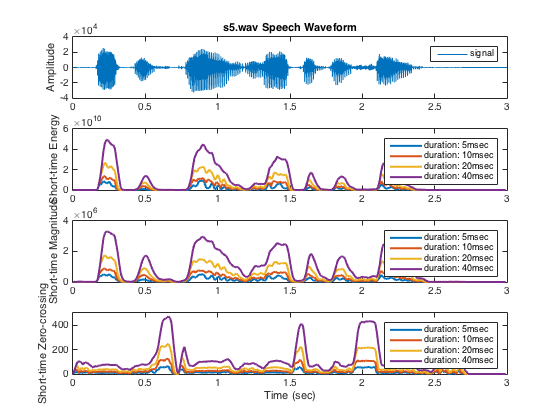 s5.wav Speech Waveform
×10^4
4
2
0
-2
-4
Amplitude
signal
0 0.5 1 1.5 2 2.5 3
×10^10
6
4
2
0
Short-time Energy
duration: 5msec
duration: 10msec
duration: 20msec
duration: 40msec
0 0.5 1 1.5 2 2.5 3
×10^6
4
2
0
Short-time Magnitude
duration: 5msec
duration: 10msec
duration: 20msec
duration: 40msec
0 0.5 1 1.5 2 2.5 3
400
200
0
Short-time Zero-crossing
duration: 5msec
duration: 10msec
duration: 20msec
duration: 40msec
0 0.5 1 1.5 2 2.5 3
Time (sec)